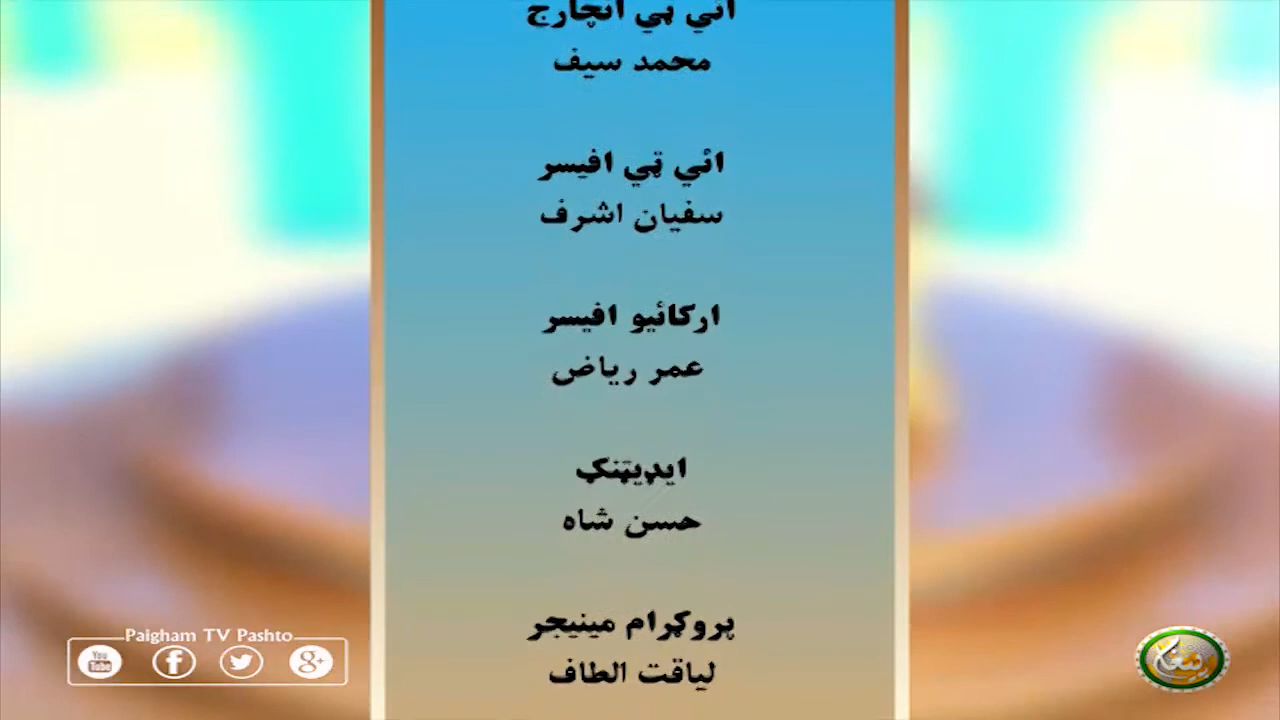 ائي ټي انچارج
محمد سيف
ائي ټي افيسر
سفيان اشرف
ارکائيو افيسر
عمر رياض
ايډيټنګ
حسن شاه
پروګرام مينيجر
لياقت الطاف
Paigham TV Pashto
You Tube
f
g+
پيغام